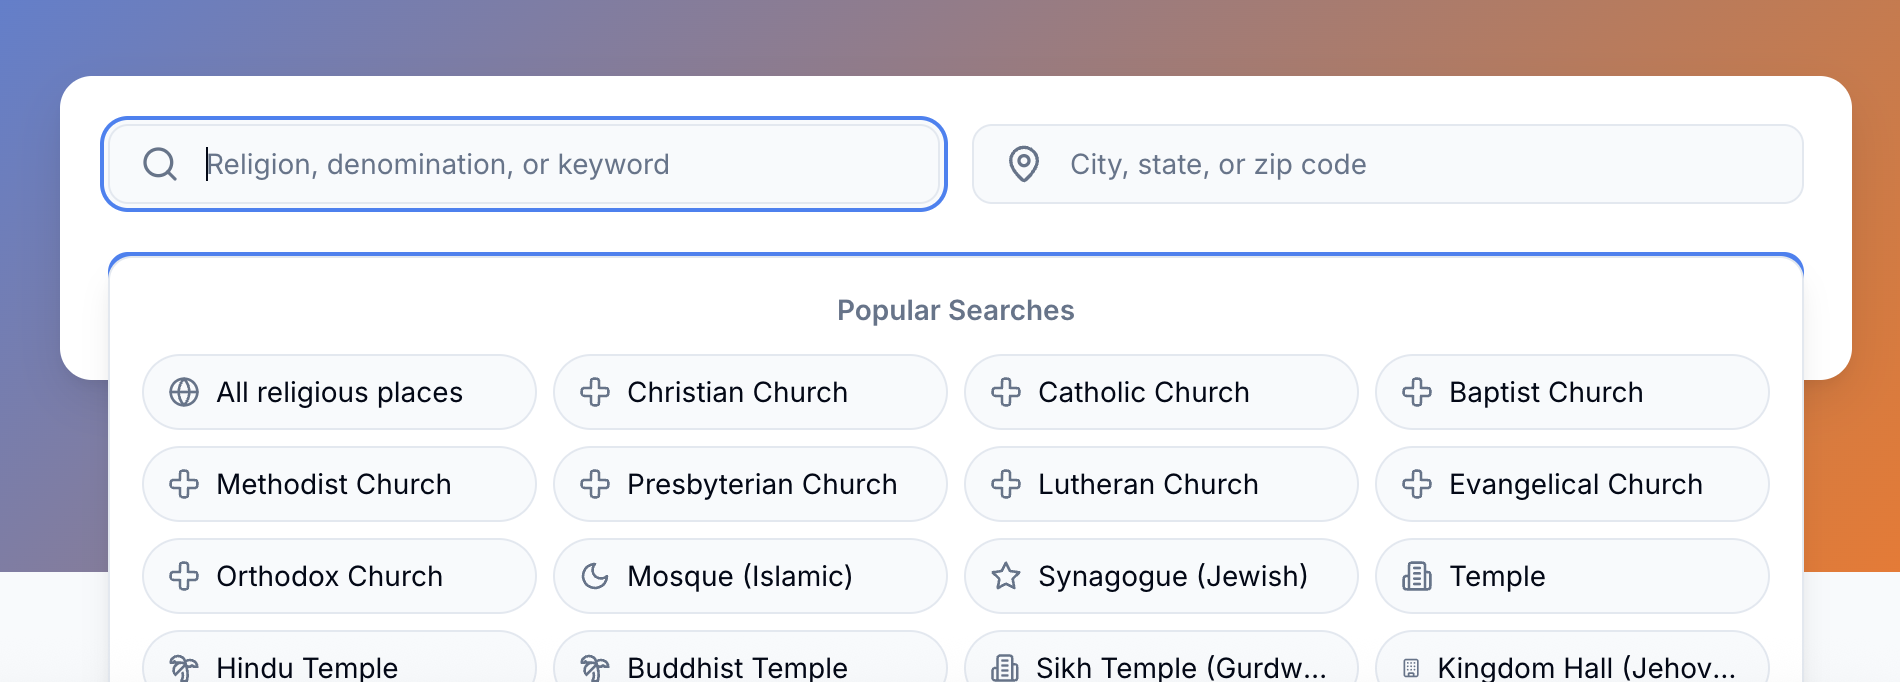 Religion, denomination, or keyword
City, state, or zip code
Popular Searches
All religious places
Christian Church
Catholic Church
Baptist Church
Methodist Church
Presbyterian Church
Lutheran Church
Evangelical Church
Orthodox Church
Mosque (Islamic)
Synagogue (Jewish)
Temple
Hindu Temple
Buddhist Temple
Sikh Temple (Gurdw...
Kingdom Hall (Jehov...